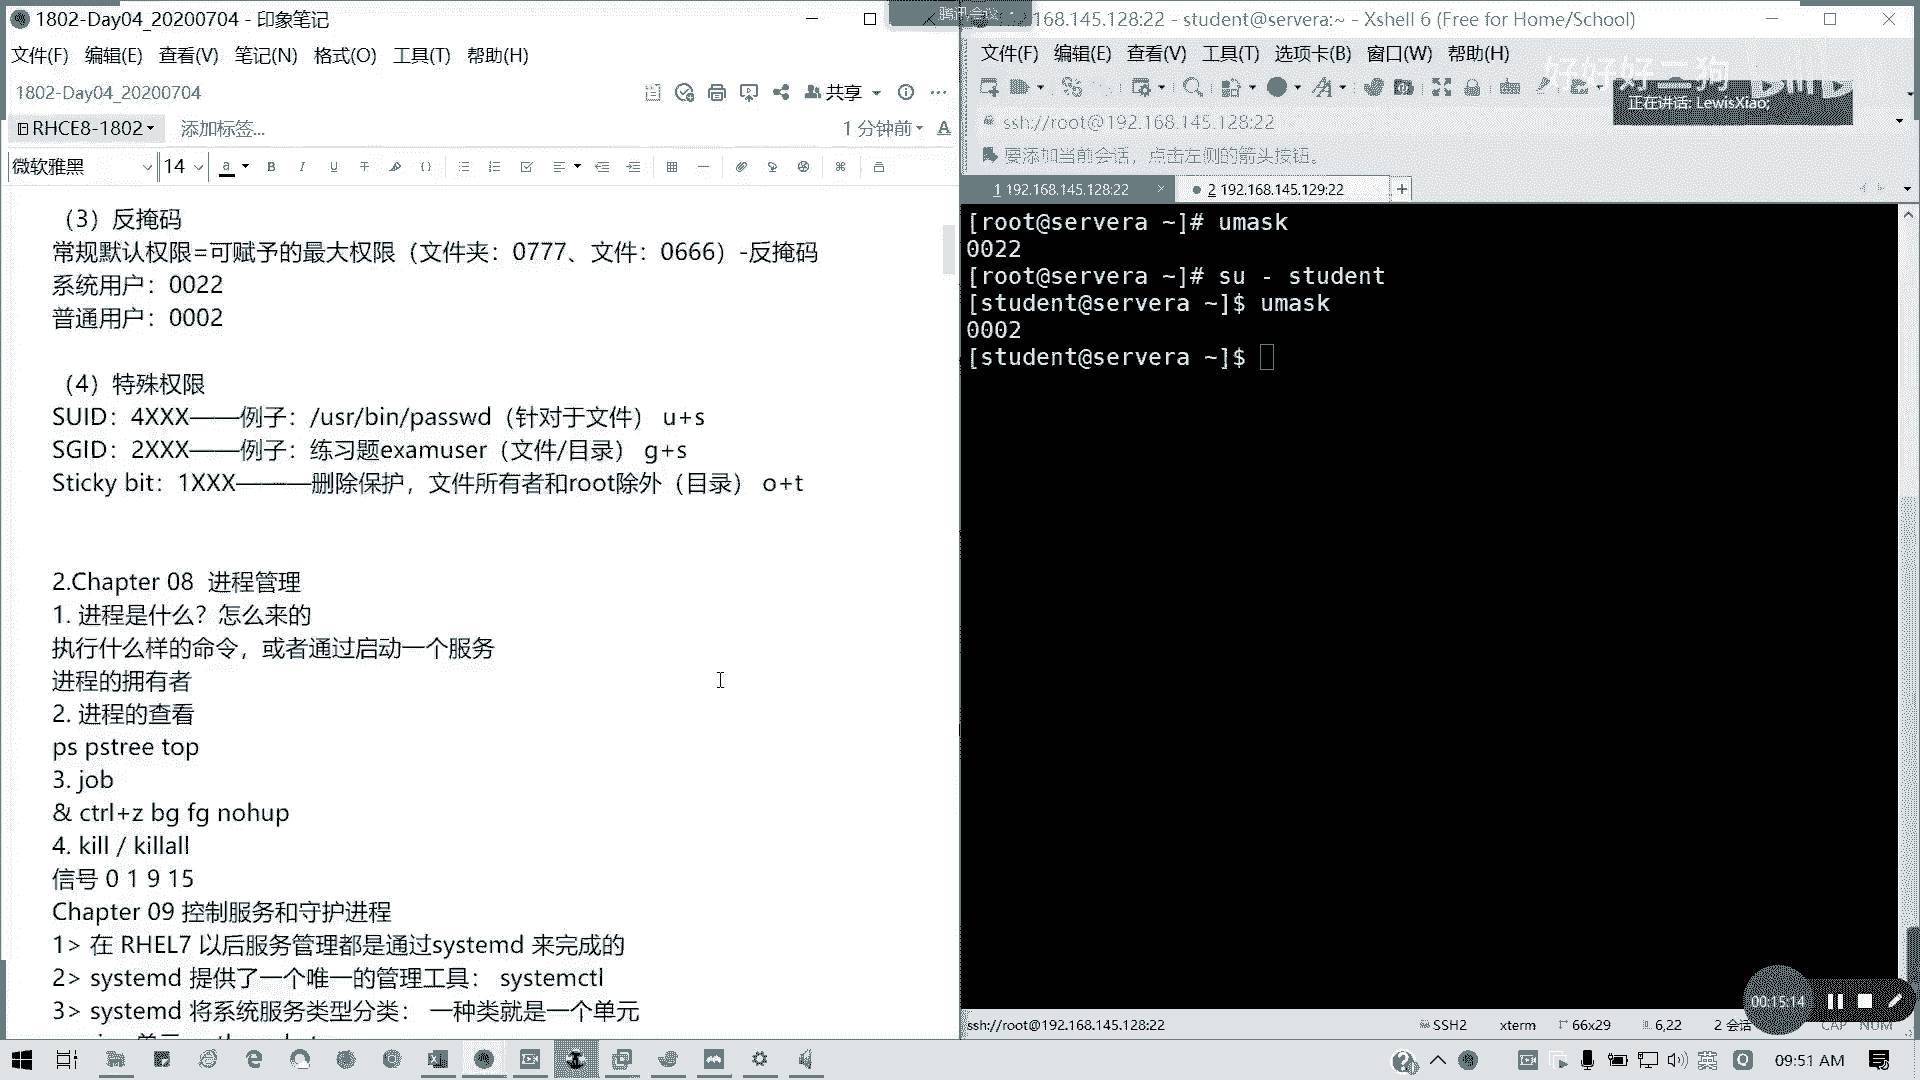 1802-Day04_20200704 - 印象笔记
文件(F) 编辑(E) 查看(V) 笔记(N) 格式(O) 工具(T) 帮助(H)
1802-Day04_20200704
共享
RHCE8-1802
添加标签...
1 分钟前
微软雅黑
14
（3）反掩码
常规默认权限=可赋予的最大权限（文件夹：0777、文件：0666）-反掩码
系统用户：0022
普通用户：0002
（4）特殊权限
SUID：4XXX——例子：/usr/bin/passwd（针对于文件） u+s
SGID：2XXX——例子：练习题examuser（文件/目录） g+s
Sticky bit：1XXX———删除保护，文件所有者和root除外（目录） o+t
2.Chapter 08 进程管理
1. 进程是什么？怎么来的
执行什么样的命令，或者通过启动一个服务
进程的拥有者
2. 进程的查看
ps pstree top
3. job
& ctrl+z bg fg nohup
4. kill / killall
信号 0 1 9 15
Chapter 09 控制服务和守护进程
1> 在 RHEL7 以后服务管理都是通过systemd 来完成的
2> systemd 提供了一个唯一的管理工具： systemctl
3> systemd 将系统服务类型分类： 一种类就是一个单元
腾讯会议
168.145.128:22 - student@servera:~ - Xshell 6 (Free for Home/School)
文件(F) 编辑(E) 查看(V) 工具(T) 选项卡(B) 窗口(W) 帮助(H)
好好好二狗
正在讲话: LewisXiao;
ssh://root@192.168.145.128:22
要添加当前会话，点击左侧的箭头按钮。
1 192.168.145.128:22
2 192.168.145.129:22
[root@servera ~]# umask
0022
[root@servera ~]# su - student
[student@servera ~]$ umask
0002
[student@servera ~]$
00:15:14
ssh://root@192.168.145.128:22
SSH2
xterm
66x29
6,22
2 会话
CAP NUM
英
09:51 AM